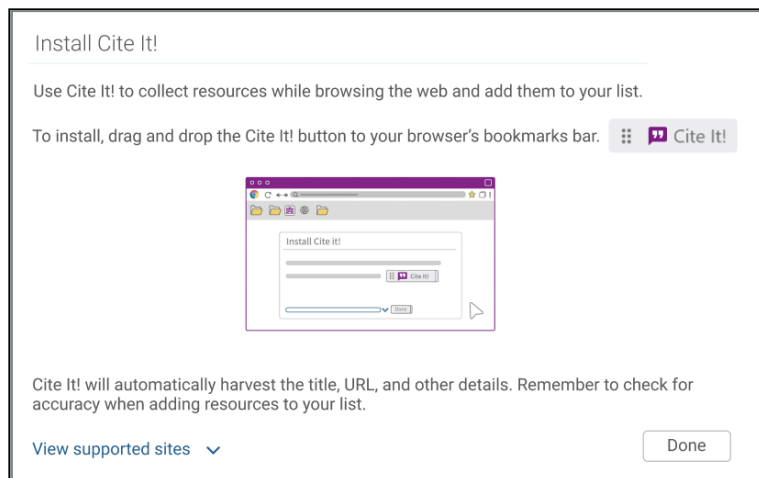 Install Cite It!
Use Cite It! to collect resources while browsing the web and add them to your list.
To install, drag and drop the Cite It! button to your browser's bookmarks bar.
Cite It!
Install Cite it!
Cite It!
Done
Cite It! will automatically harvest the title, URL, and other details. Remember to check for
accuracy when adding resources to your list.
View supported sites
Done